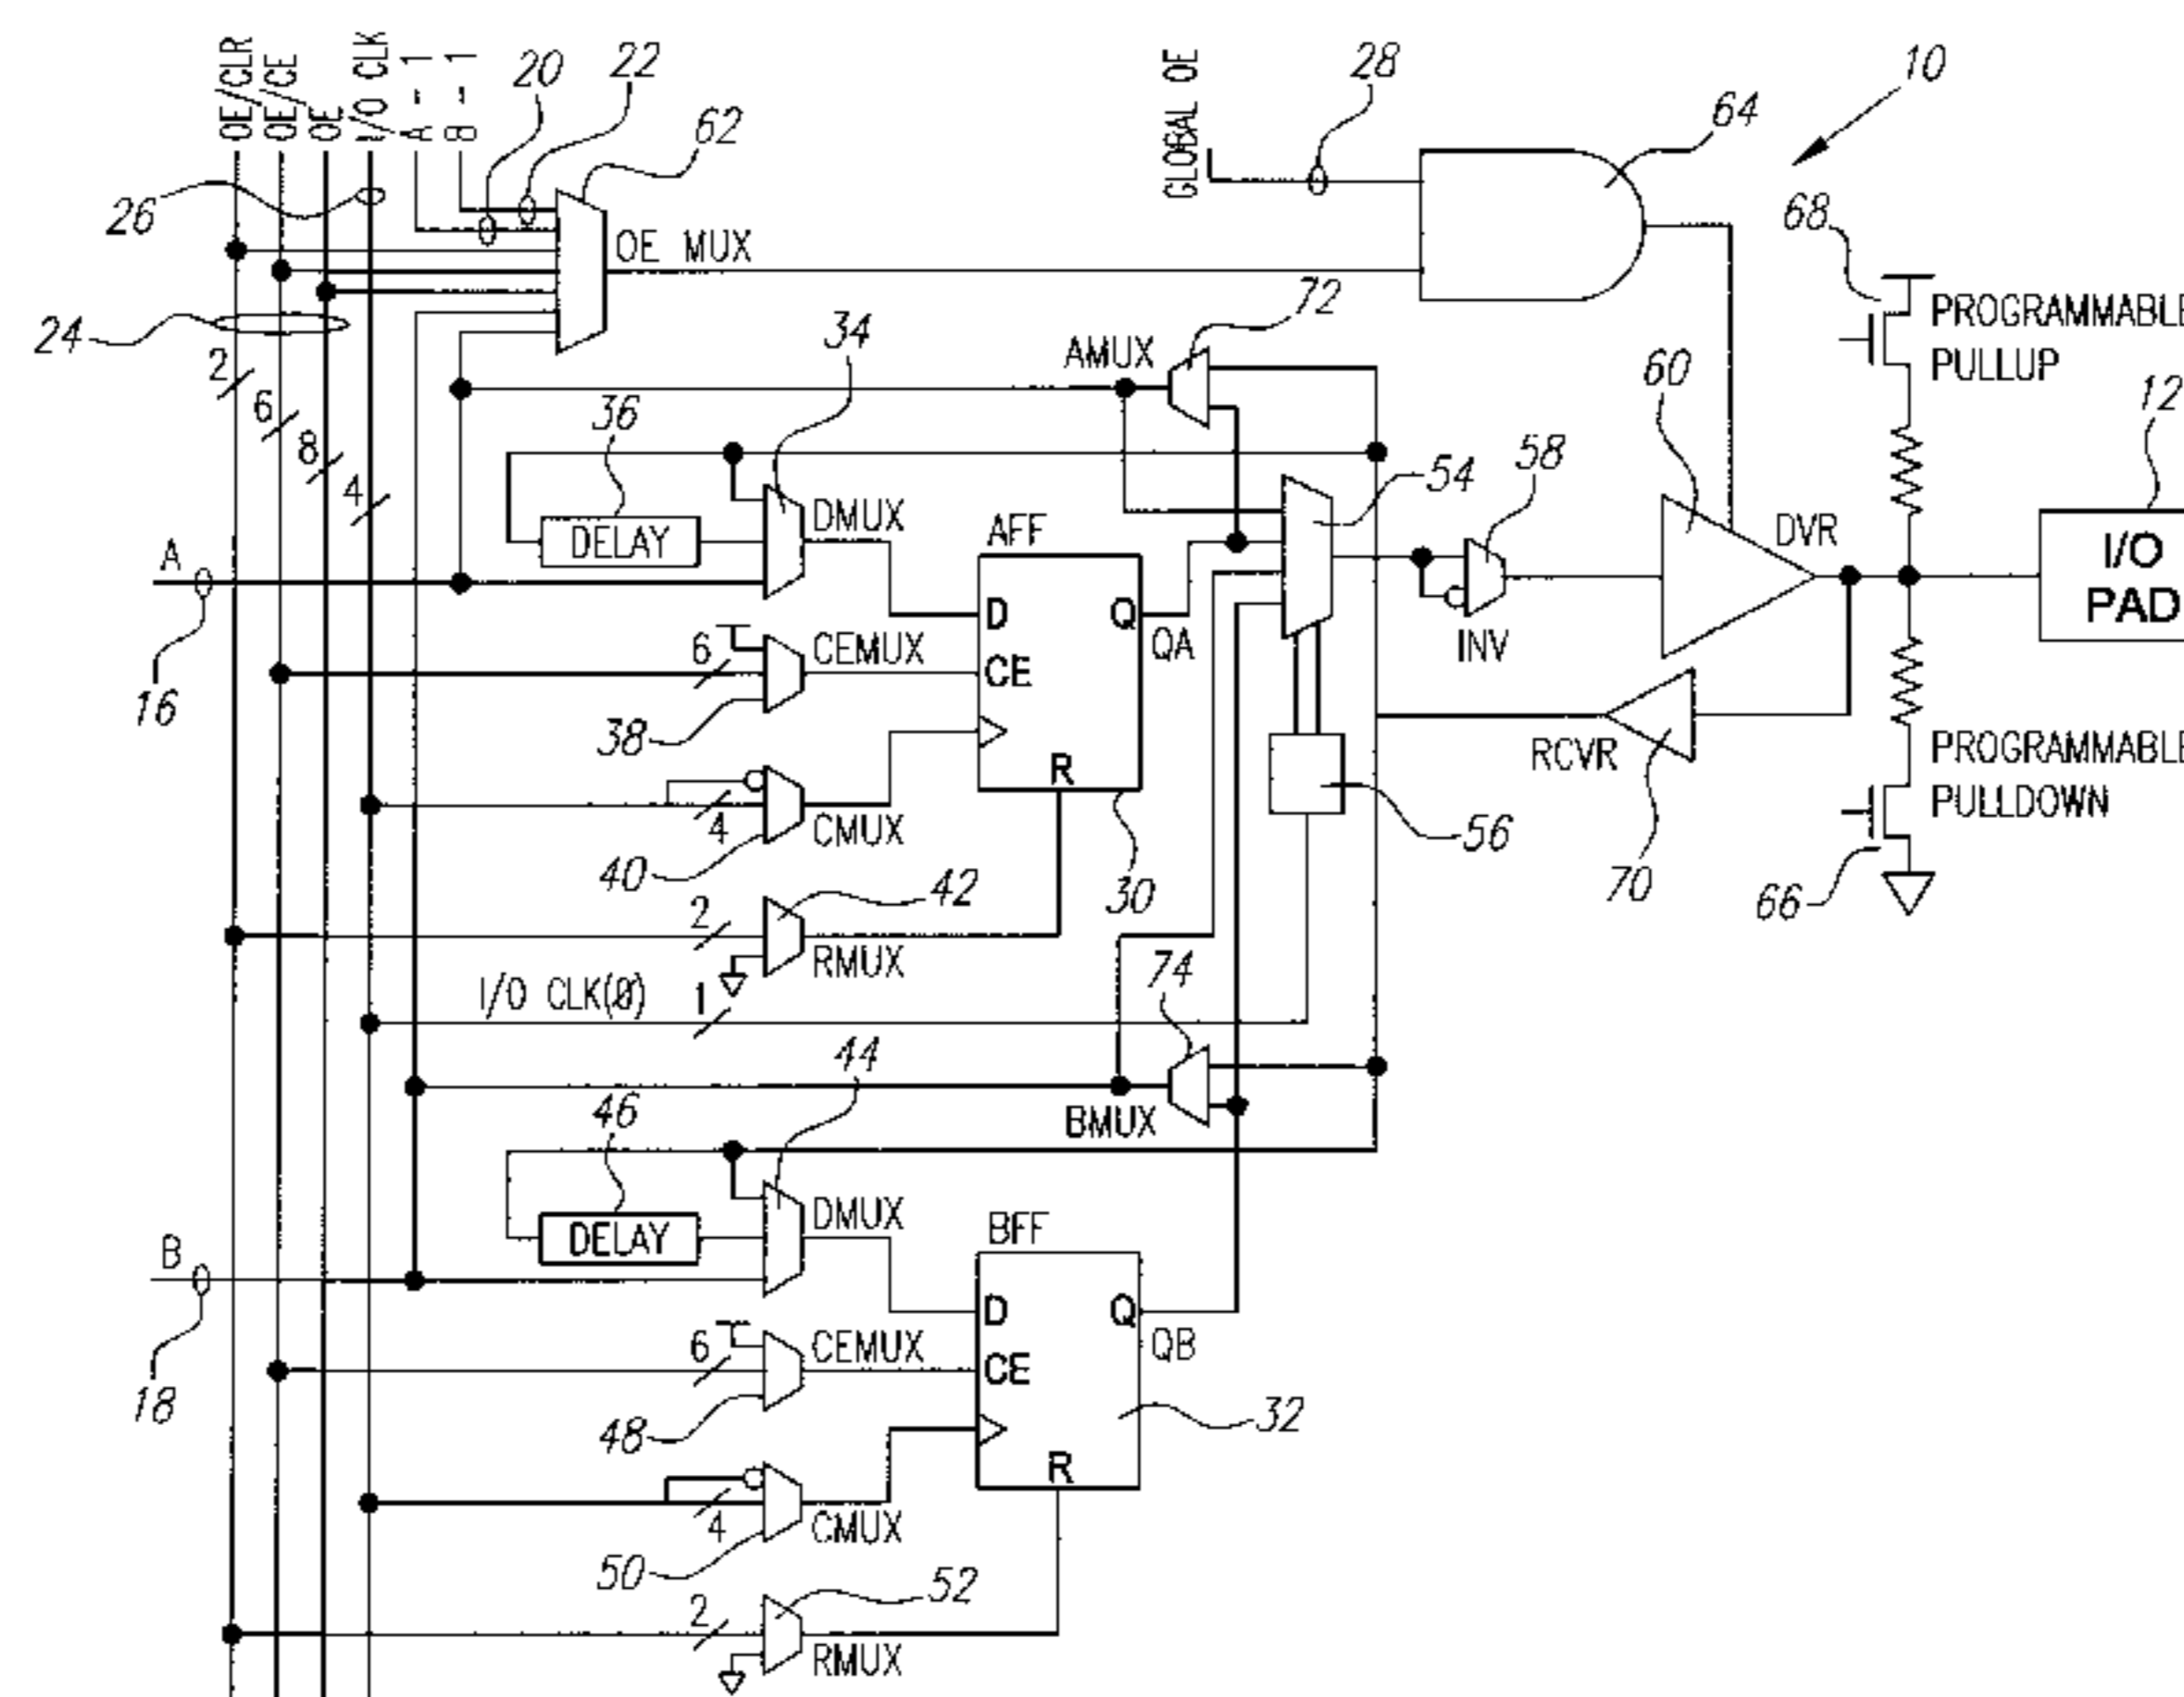 OE/CLR
OE/CE
OE
I/O CLK
A - 1
B - 1
20
22
62
GLOBAL OE
28
64
10
26
OE MUX
68
24
34
AMUX
72
PROGRAMMABLE
PULLUP
2
6
8
4
36
60
12
54
58
A
DELAY
DMUX
AFF
DVR
I/O
PAD
D
Q
QA
INV
16
6
CEMUX
CE
38
RCVR
PROGRAMMABLE
PULLDOWN
R
4
CMUX
56
40
30
70
66
2
42
RMUX
74
I/O CLK(0)
1
44
46
BMUX
B
DELAY
DMUX
BFF
D
Q
QB
18
6
CEMUX
CE
48
32
R
4
CMUX
50
52
2
RMUX